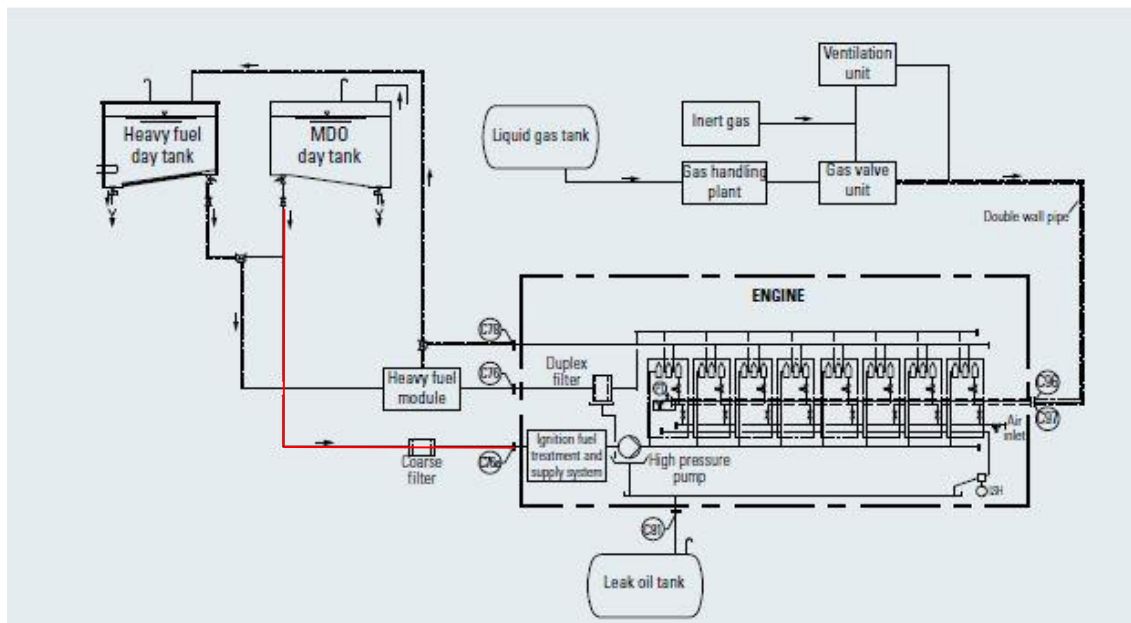 Ventilation
unit
Heavy fuel
day tank
MDO
day tank
Liquid gas tank
Inert gas
Gas handling
plant
Gas valve
unit
Double wall pipe
ENGINE
C78
Duplex
filter
C76
Heavy fuel
module
C96
C97
Air
inlet
Coarse
filter
C76a
Ignition fuel
treatment and
supply system
High pressure
pump
LSH
C81
Leak oil tank